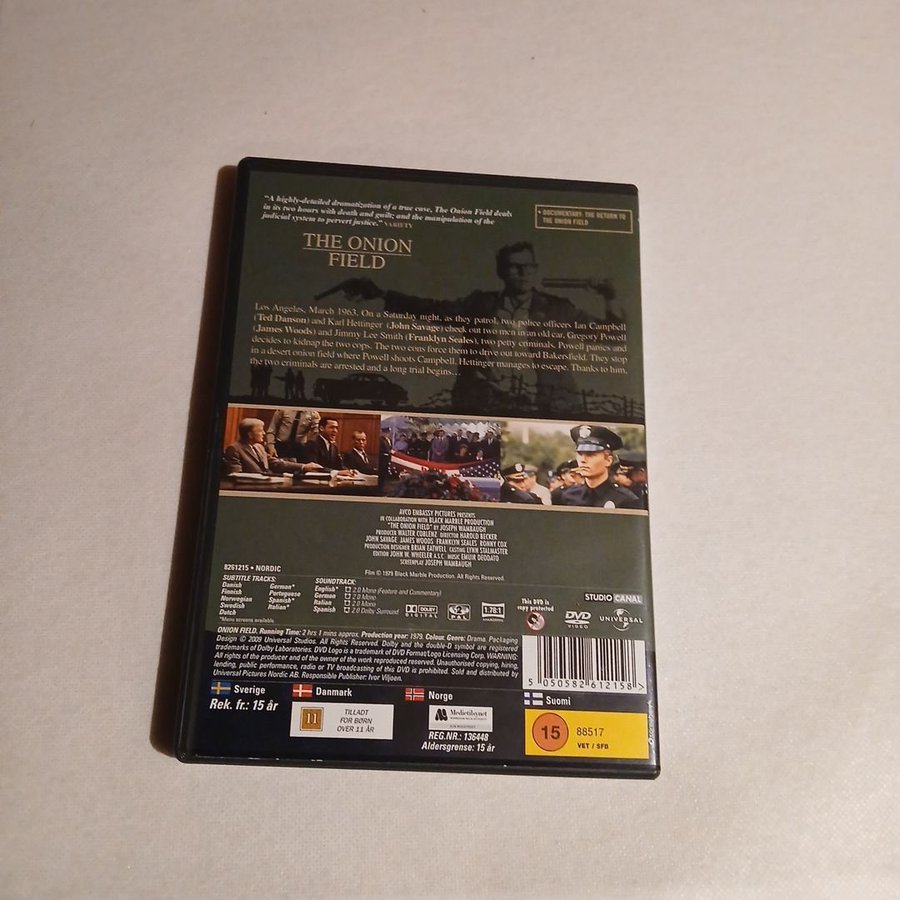 "A highly-detailed dramatization of a true case, The Onion Field deals
in its two hours with death and guilt; and the manipulation of the
judicial system to pervert justice." VARIETY
• DOCUMENTARY: THE RETURN TO
THE ONION FIELD
THE ONION
FIELD
Los Angeles, March 1963. On a Saturday night, as they patrol, two police officers Ian Campbell
(Ted Danson) and Karl Hettinger (John Savage) check out two men in an old car. Gregory Powell
(James Woods) and Jimmy Lee Smith (Franklyn Seales), two petty criminals. Powell panics and
decides to kidnap the two cops. The two cons force them to drive out toward Bakersfield. They stop
in a desert onion field where Powell shoots Campbell. Hettinger manages to escape. Thanks to him,
the two criminals are arrested and a long trial begins...
AVCO EMBASSY PICTURES PRESENTS
IN COLLABORATION WITH BLACK MARBLE PRODUCTION
"THE ONION FIELD" BY JOSEPH WAMBAUGH
PRODUCER WALTER COBLENZ DIRECTOR HAROLD BECKER
JOHN SAVAGE JAMES WOODS FRANKLYN SEALES RONNY COX
PRODUCTION DESIGNER BRIAN EATWELL CASTING LYNN STALMASTER
EDITION JOHN W. WHEELER A.S.C. MUSIC EMUIR DEODATO
SCREENPLAY JOSEPH WAMBAUGH
Film © 1979 Black Marble Production. All Rights Reserved.
8261215 • NORDIC
SUBTITLE TRACKS:
Danish German*
Finnish Portuguese
Norwegian Spanish*
Swedish Italian*
Dutch
*Menu screens available
SOUNDTRACK:
English* 2.0 Mono (Feature and Commentary)
German 2.0 Mono
Italian 2.0 Mono
Spanish 2.0 Dolby Surround
DOLBY
DIGITAL
PAL
1.78:1
This DVD is
copy protected
STUDIO CANAL
DVD
VIDEO
UNIVERSAL
ONION FIELD. Running Time: 2 hrs 1 mins approx. Production year: 1979. Colour. Genre: Drama. Packaging
Design © 2009 Universal Studios. All Rights Reserved. Dolby and the double-D symbol are registered
trademarks of Dolby Laboratories. DVD Logo is a trademark of DVD Format/Logo Licensing Corp. WARNING:
All rights of the producer and of the owner of the work reproduced reserved. Unauthorised copying, hiring,
lending, public performance, radio or TV broadcasting of this DVD is prohibited. Sold and distributed by
Universal Pictures Nordic AB. Responsible Publisher: Ivor Viljoen.
5 050582 612158 >
Sverige
Rek. fr.: 15 år
Danmark
11
TILLADT
FOR BØRN
OVER 11 ÅR
Norge
Medietilsynet
REG.NR.: 136448
Aldersgrense: 15 år
Suomi
15
88517
VET / SFB